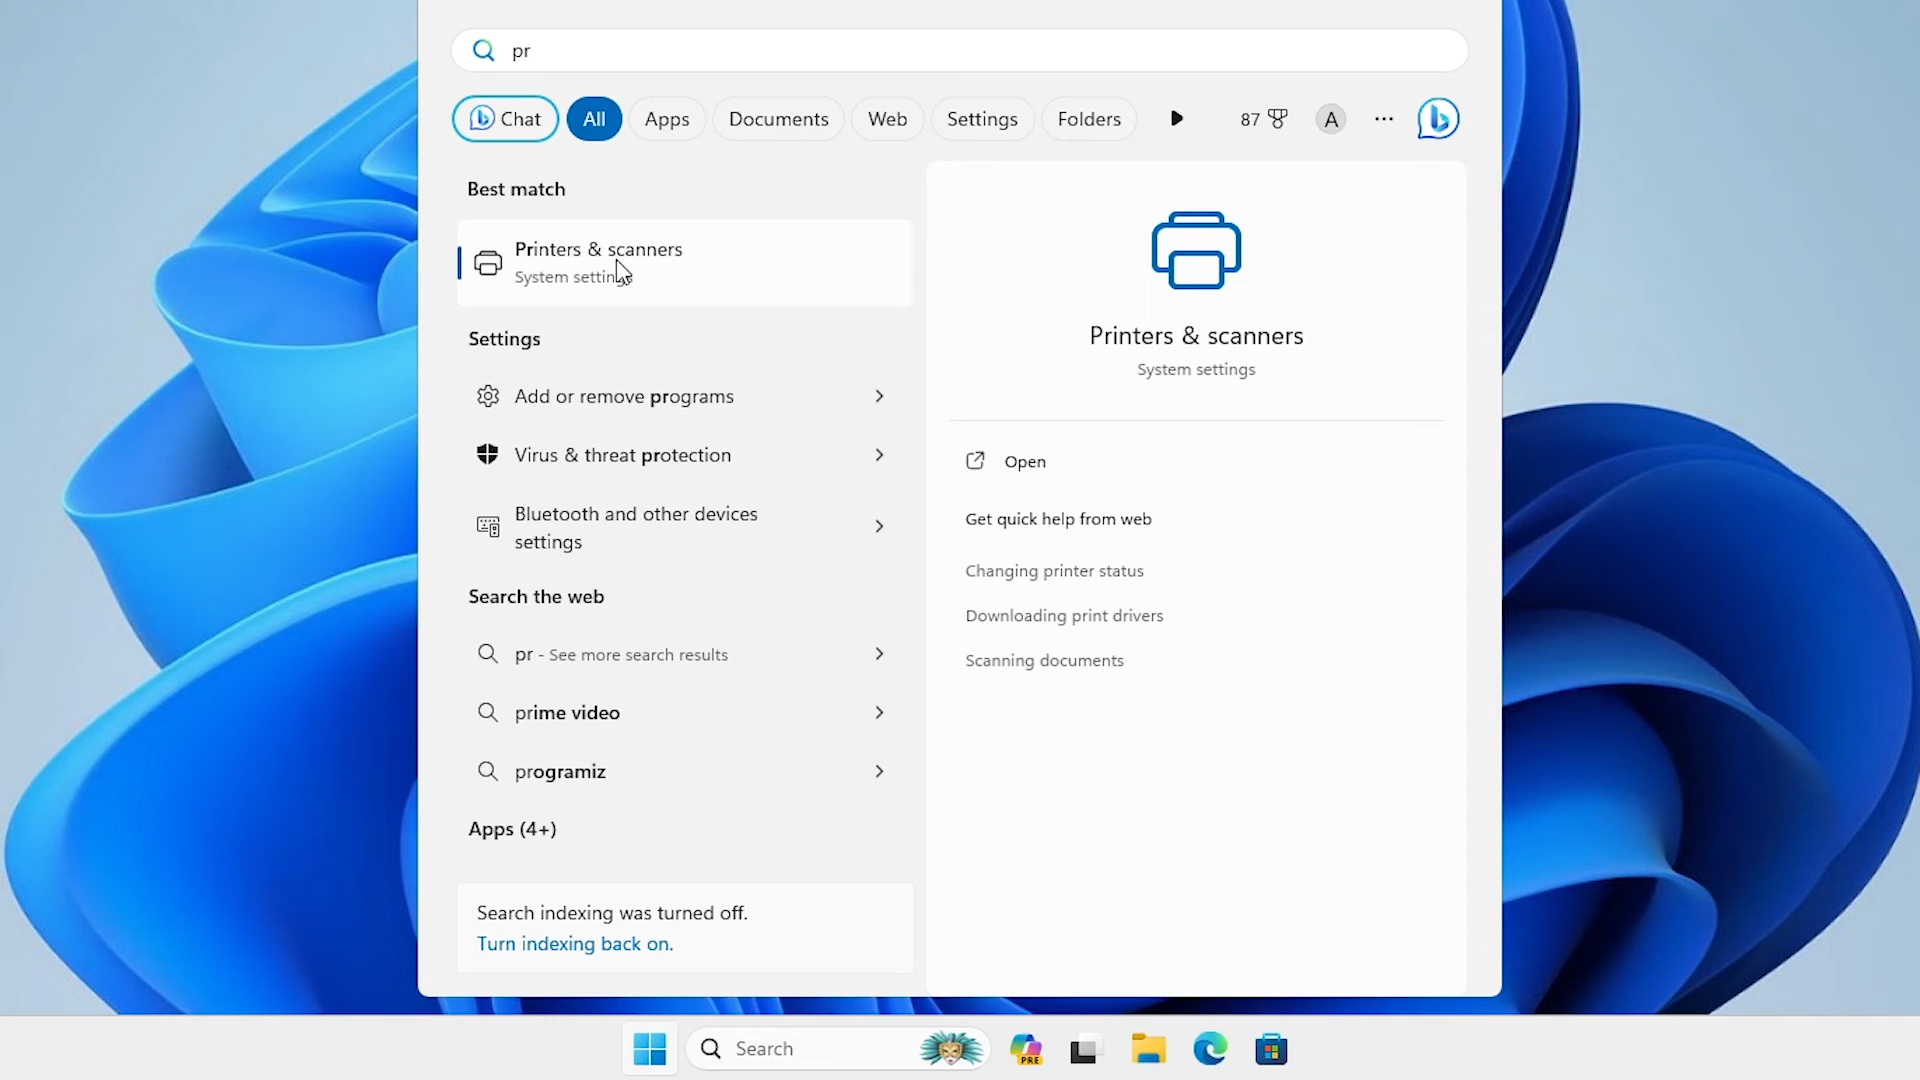 pr
Chat
All
Apps
Documents
Web
Settings
Folders
87
A
Best match
Printers & scanners
System settings
Settings
Add or remove programs
Virus & threat protection
Bluetooth and other devices
settings
Search the web
pr - See more search results
prime video
programiz
Apps (4+)
Search indexing was turned off.
Turn indexing back on.
Printers & scanners
System settings
Open
Get quick help from web
Changing printer status
Downloading print drivers
Scanning documents
Search
PRE